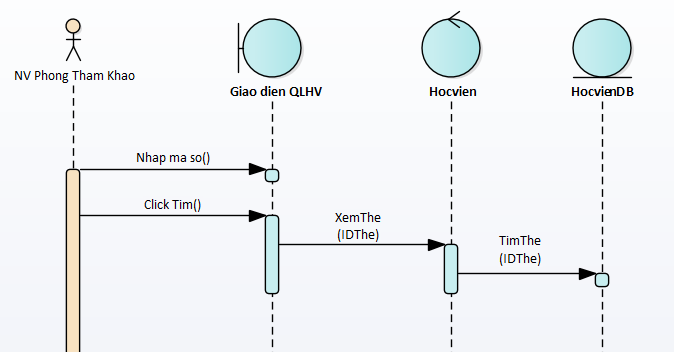 NV Phong Tham Khao
Giao dien QLHV
Hocvien
HocvienDB
Nhap ma so()
Click Tim()
XemThe
(IDThe)
TimThe
(IDThe)